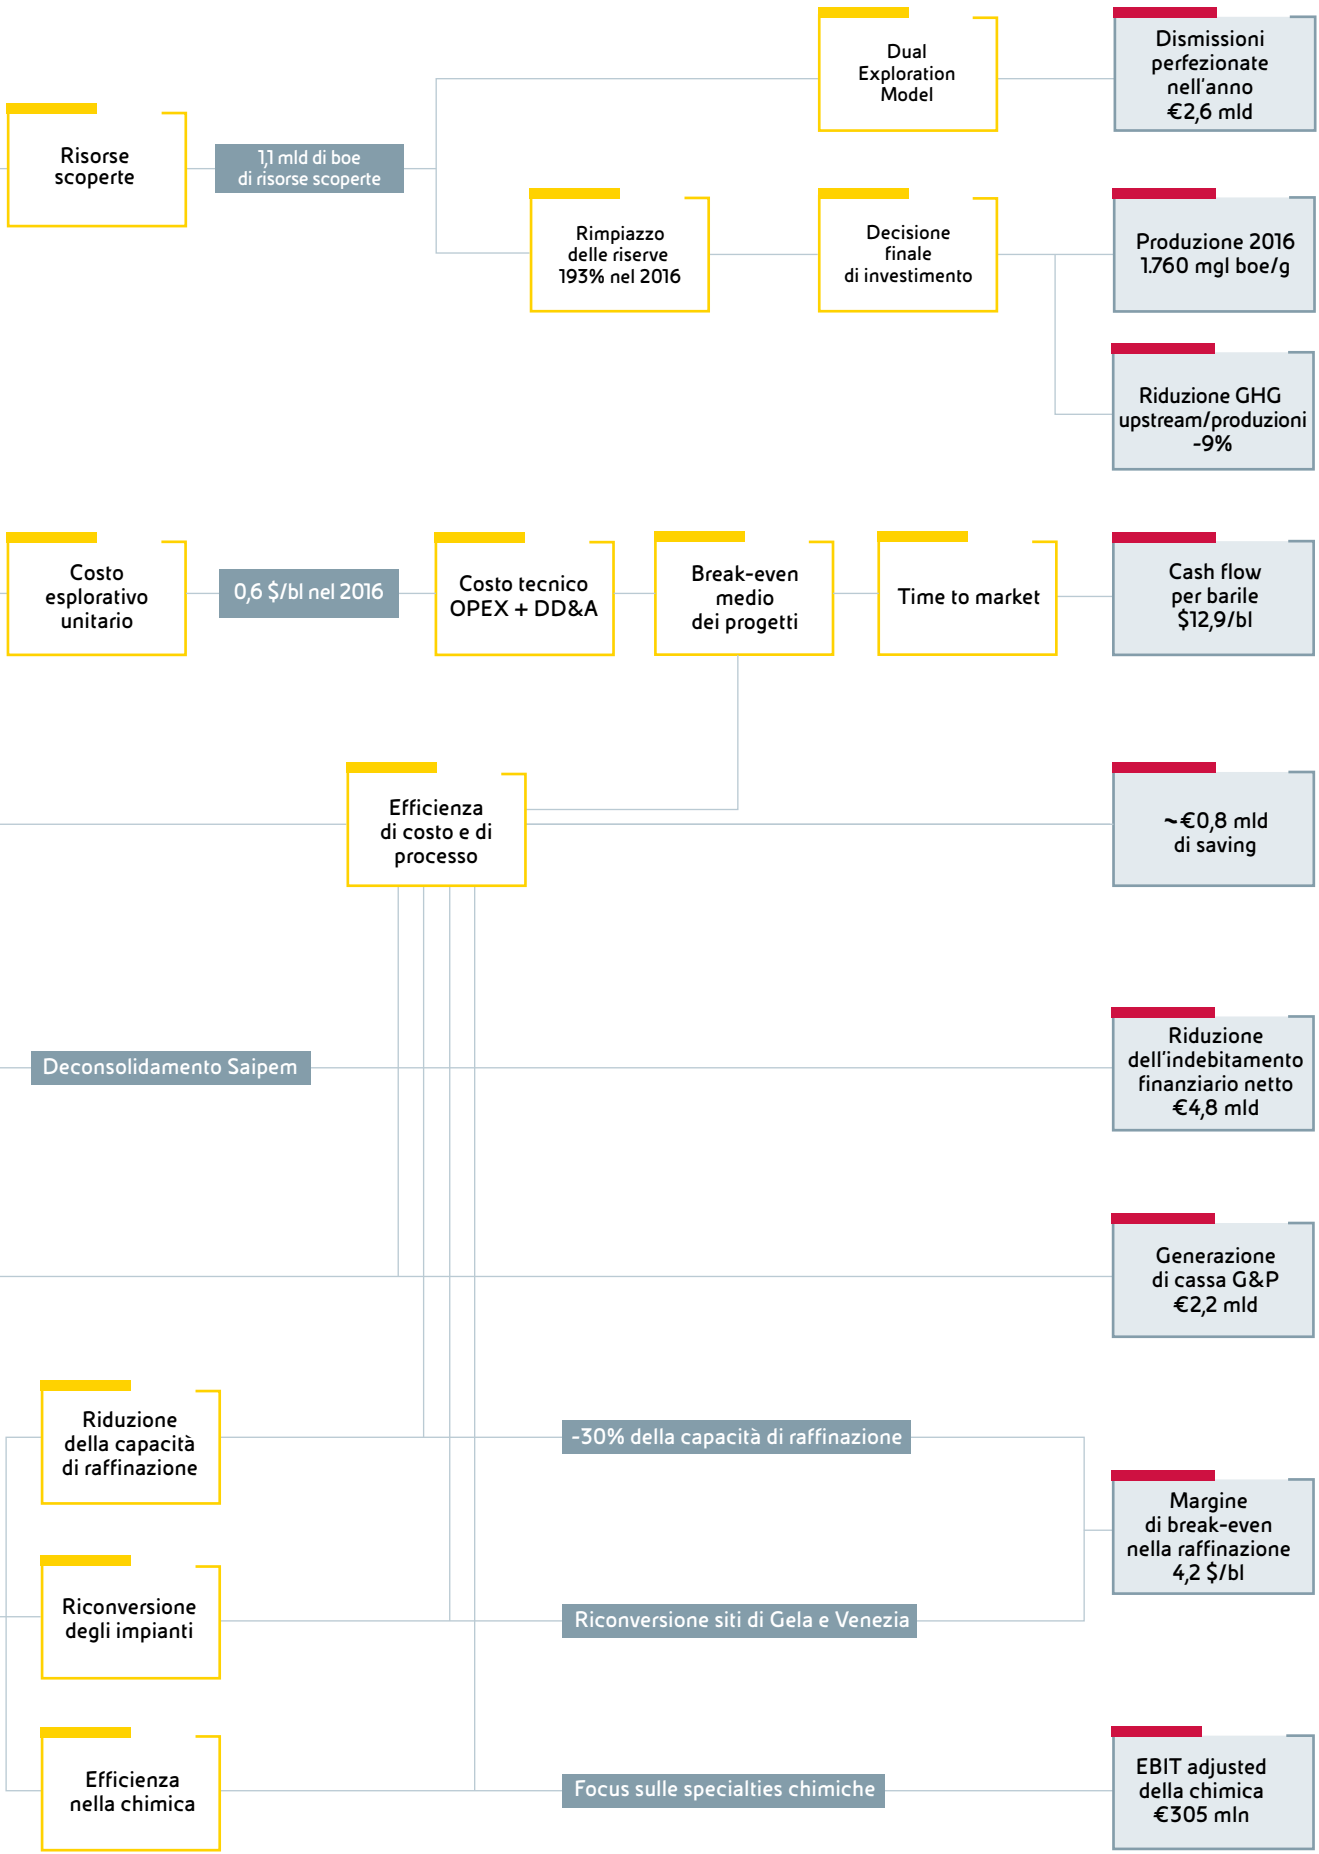 Dual
Exploration
Model
Dismissioni
perfezionate
nell'anno
€2,6 mld
Risorse
scoperte
1,1 mld di boe
di risorse scoperte
Rimpiazzo
delle riserve
193% nel 2016
Decisione
finale
di investimento
Produzione 2016
1.760 mgl boe/g
Riduzione GHG
upstream/produzioni
-9%
Costo
esplorativo
unitario
0,6 $/bl nel 2016
Costo tecnico
OPEX + DD&A
Break-even
medio
dei progetti
Time to market
Cash flow
per barile
$12,9/bl
Efficienza
di costo e di
processo
~€0,8 mld
di saving
Deconsolidamento Saipem
Riduzione
dell'indebitamento
finanziario netto
€4,8 mld
Generazione
di cassa G&P
€2,2 mld
Riduzione
della capacità
di raffinazione
-30% della capacità di raffinazione
Margine
di break-even
nella raffinazione
4,2 $/bl
Riconversione
degli impianti
Riconversione siti di Gela e Venezia
Efficienza
nella chimica
Focus sulle specialties chimiche
EBIT adjusted
della chimica
€305 mln